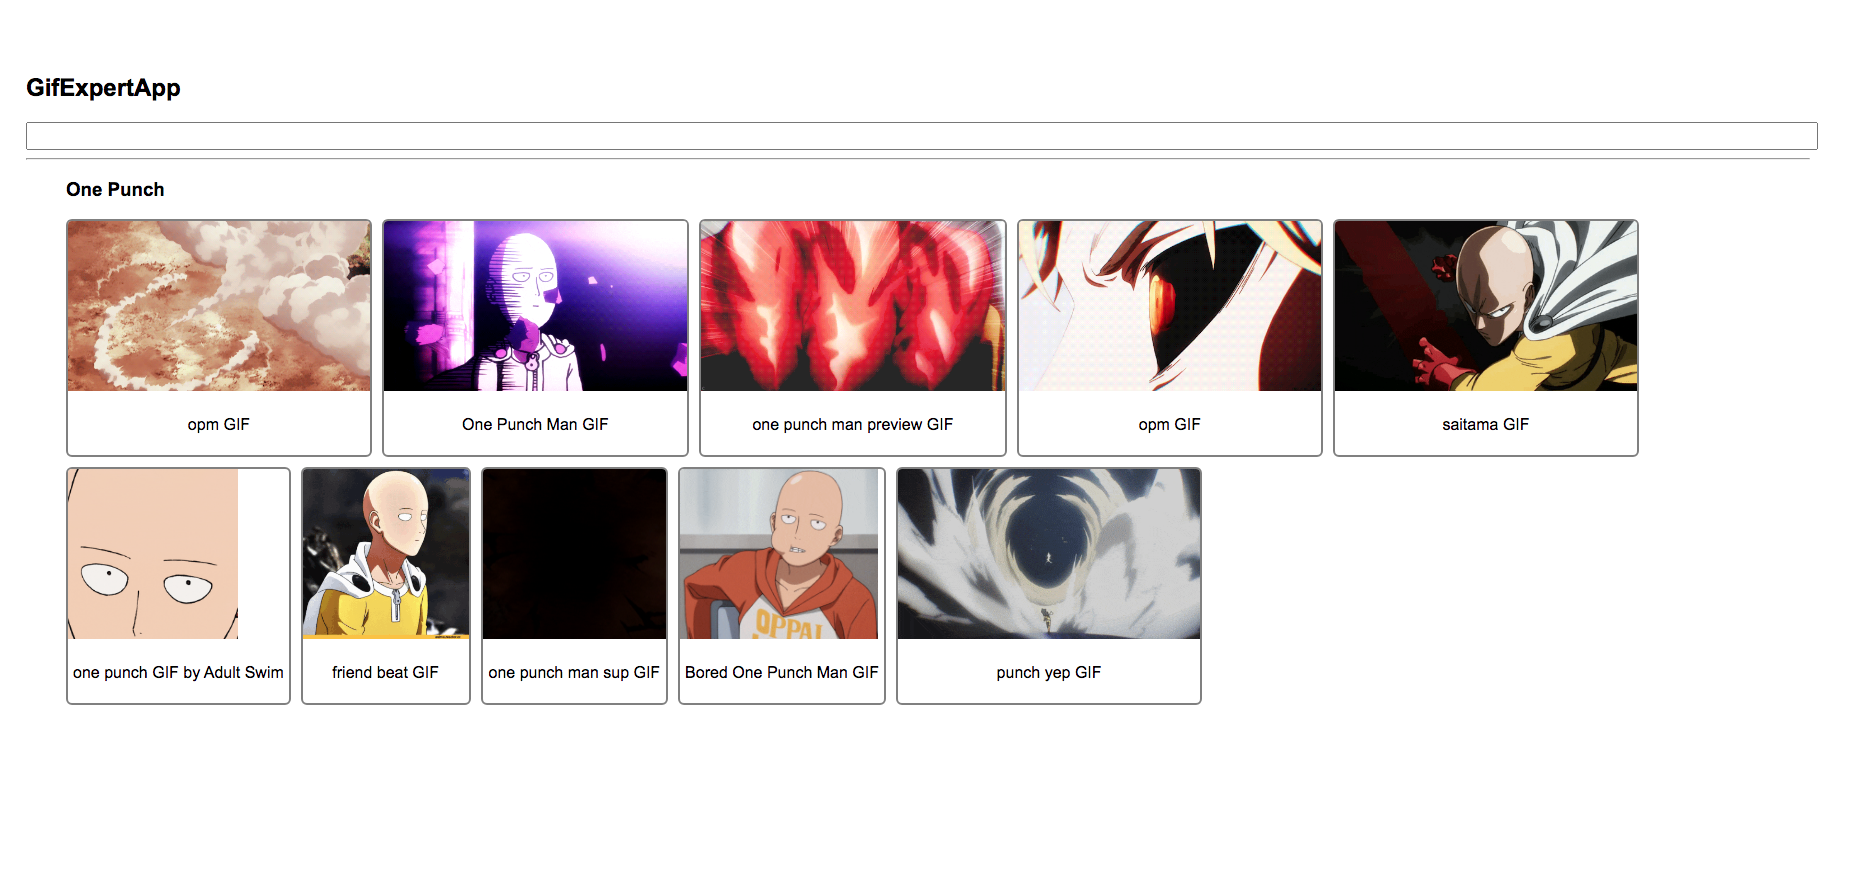 GifExpertApp
One Punch
opm GIF
One Punch Man GIF
one punch man preview GIF
opm GIF
saitama GIF
OPPAI
one punch GIF by Adult Swim
friend beat GIF
one punch man sup GIF
Bored One Punch Man GIF
punch yep GIF